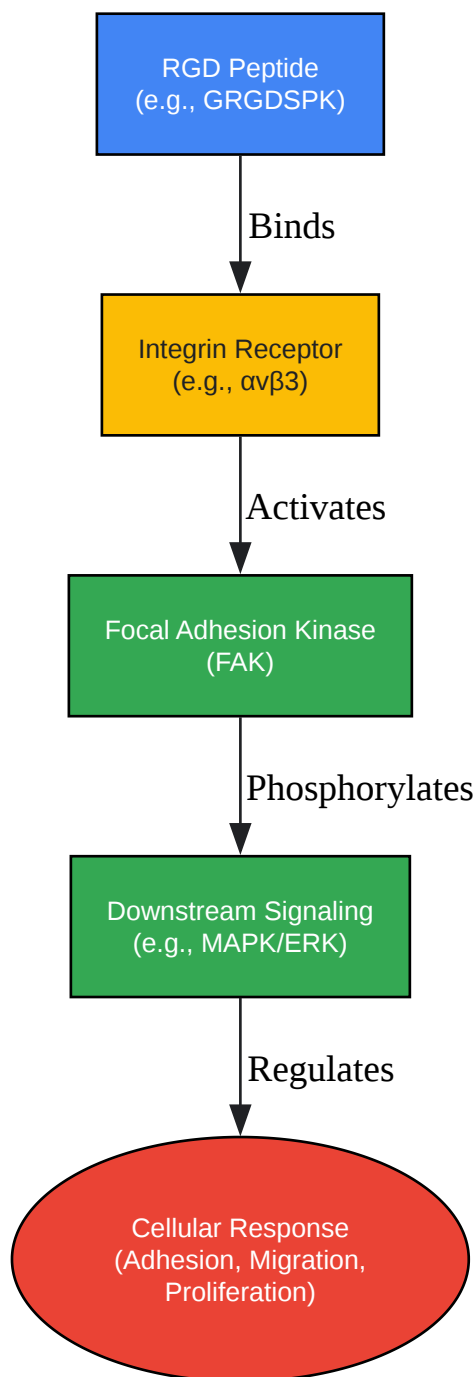 RGD Peptide
(e.g., GRGDSPK)
Binds
Integrin Receptor
(e.g., αvβ3)
Activates
Focal Adhesion Kinase
(FAK)
Phosphorylates
Downstream Signaling
(e.g., MAPK/ERK)
Regulates
Cellular Response
(Adhesion, Migration,
Proliferation)